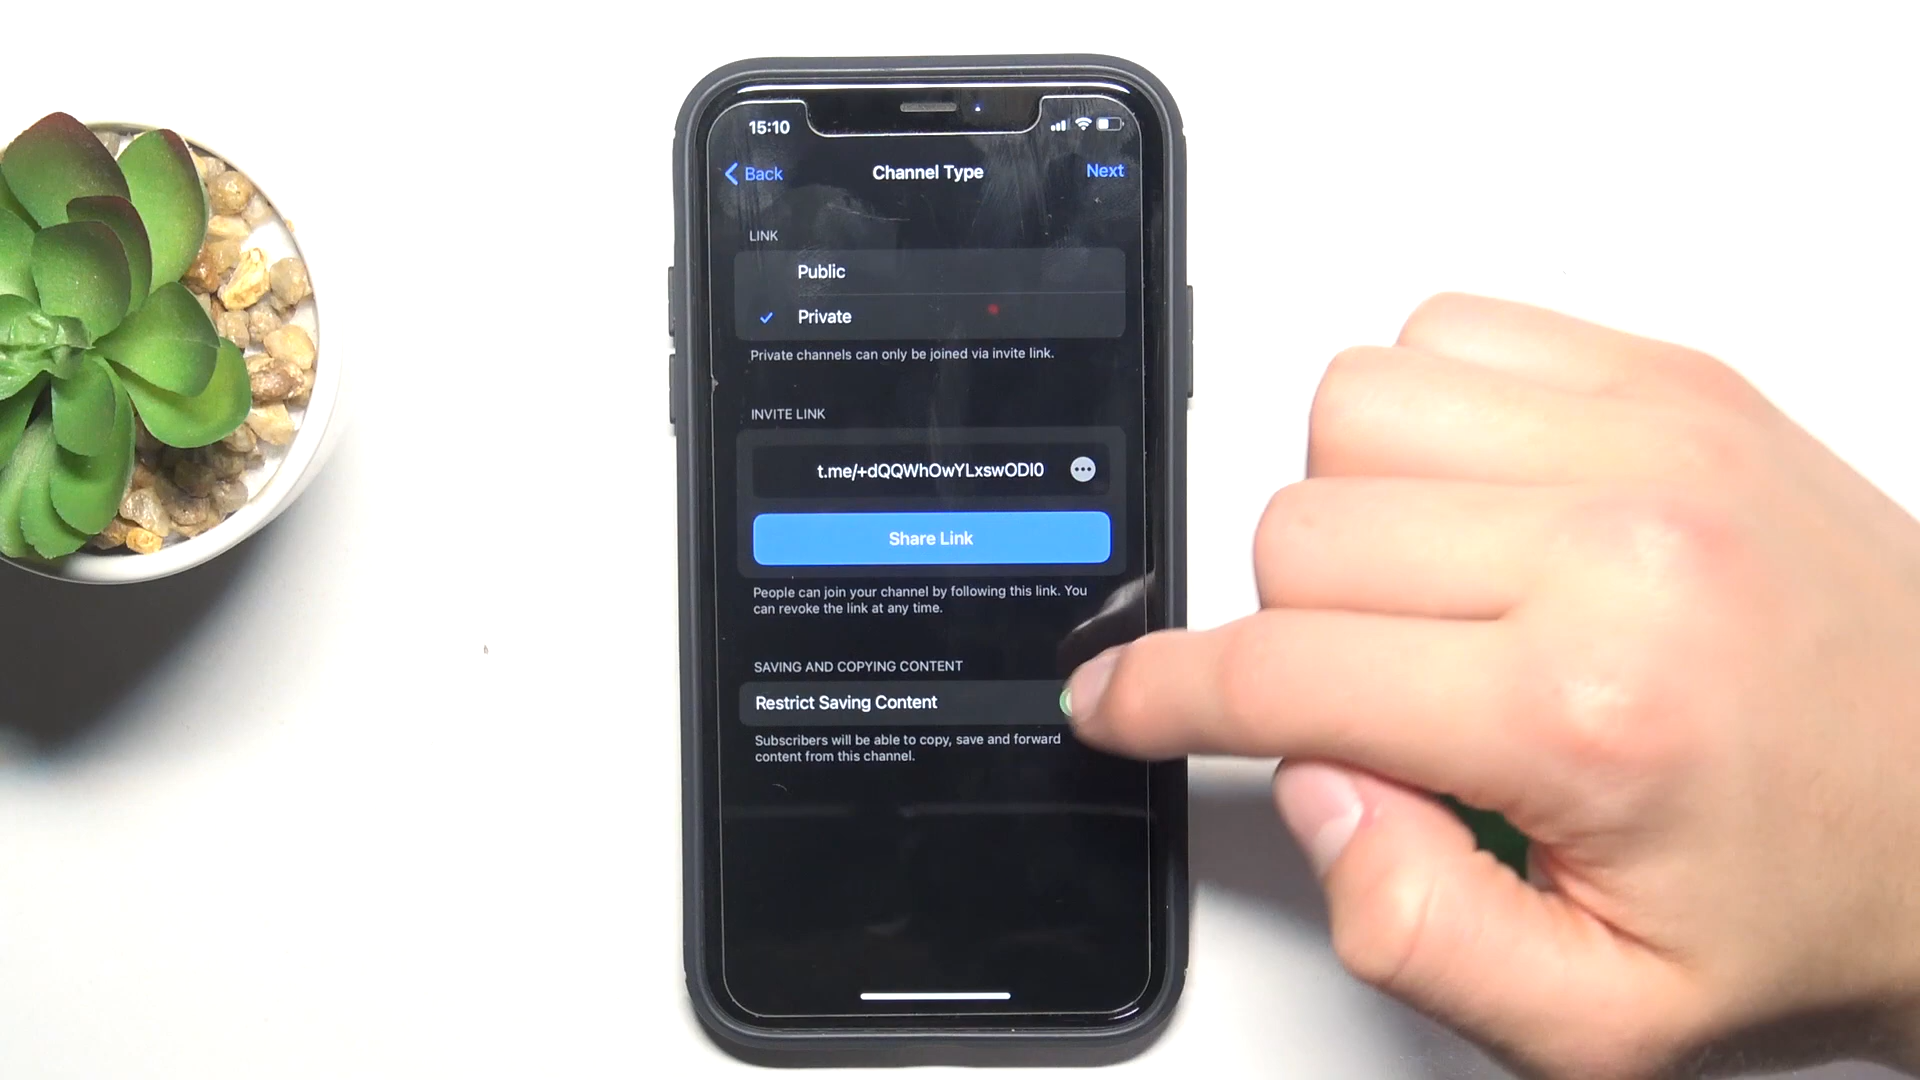 15:10
Back
Channel Type
Next
LINK
Public
Private
Private channels can only be joined via invite link.
INVITE LINK
t.me/+dQQWhOwYLxswODI0
Share Link
People can join your channel by following this link. You
can revoke the link at any time.
SAVING AND COPYING CONTENT
Restrict Saving Content
Subscribers will be able to copy, save and forward
content from this channel.